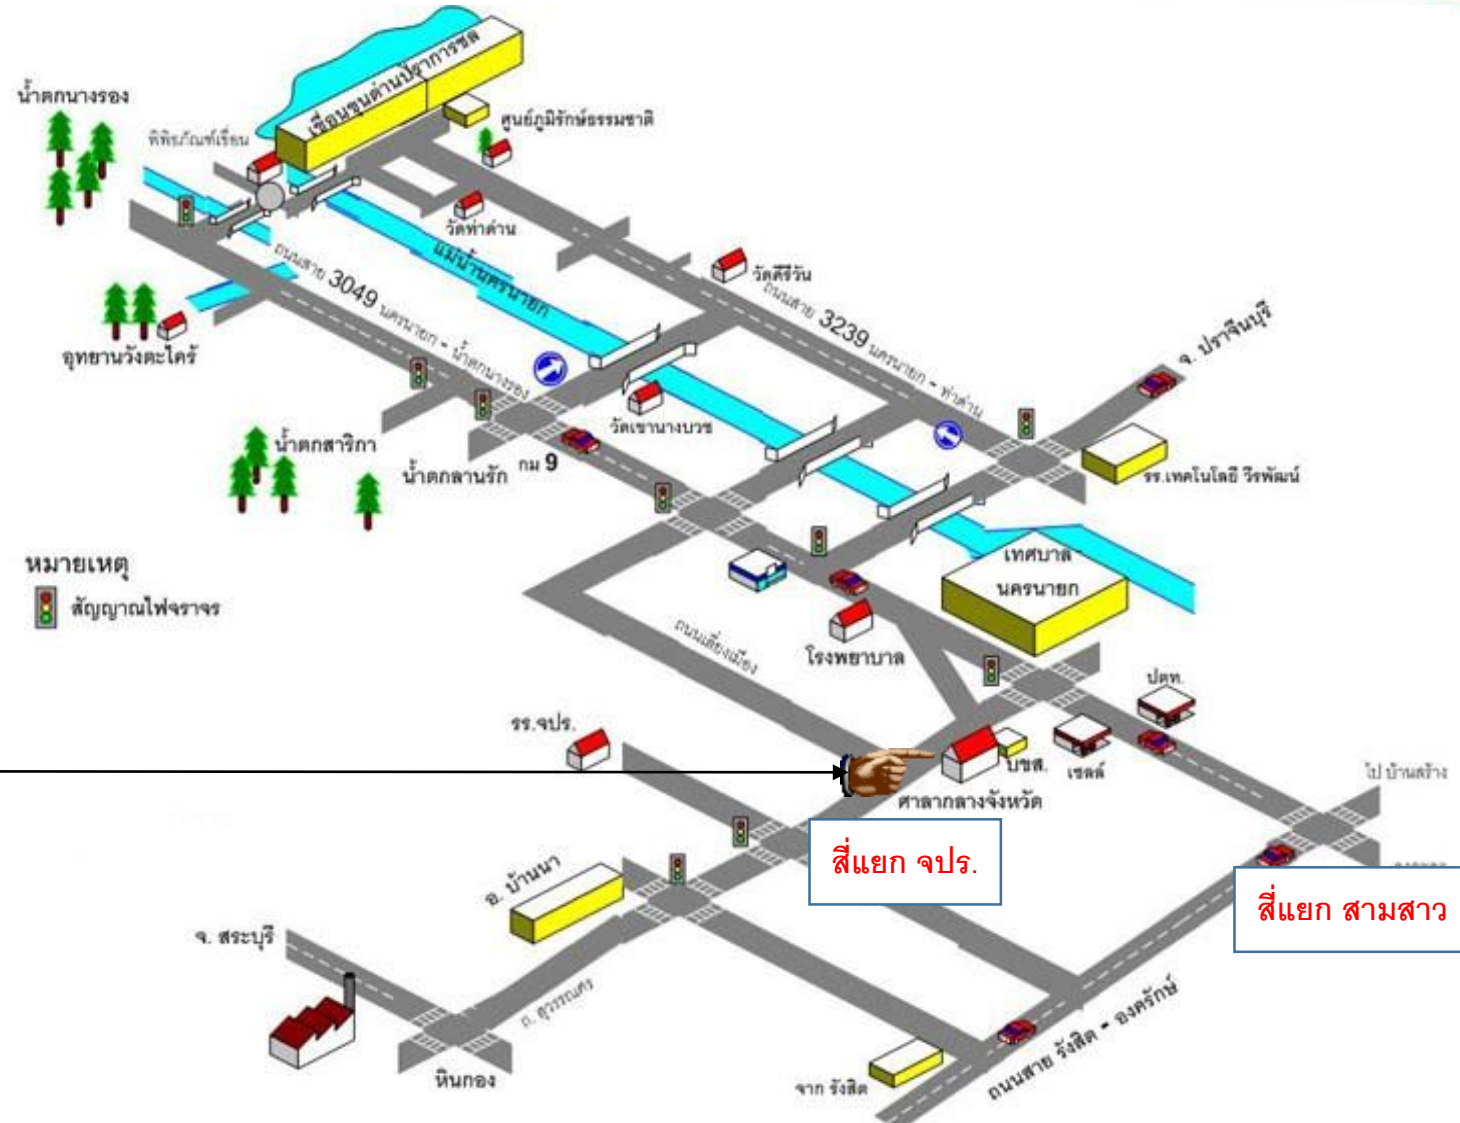 น้ำตกนางรอง
เขื่อนขุนด่านปราการชล
ศูนย์ภูมิรักษ์ธรรมชาติ
พิพิธภัณฑ์เขื่อน
วัดท่าด่าน
แม่น้ำนครนายก
ถนนสาย 3049 นครนายก - น้ำตกนางรอง
วัดคีรีวัน
ถนนสาย 3239 นครนายก - ท่าด่าน
จ. ปราจีนบุรี
อุทยานวังตะไคร้
วัดเขานางบวช
น้ำตกสาริกา
น้ำตกลานรัก
กม 9
รร.เทคโนโลยี วีรพัฒน์
หมายเหตุ
สัญญาณไฟจราจร
เทศบาล
นครนายก
ถนนเลี่ยงเมือง
โรงพยาบาล
ปตท.
รร.จปร.
บขส.
เชลล์
ไป บ้านสร้าง
ศาลากลางจังหวัด
สี่แยก จปร.
สี่แยก สามสาว
อ. บ้านนา
จ. สระบุรี
ถ. สุวรรณศร
หินกอง
จาก รังสิต
ถนนสาย รังสิต - องครักษ์